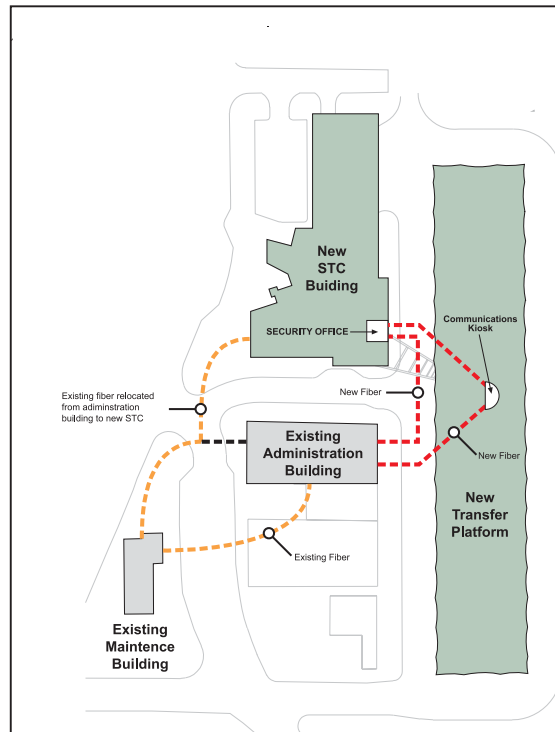 New
STC
Buiding
SECURITY OFFICE
Communications
Kiosk
Existing fiber relocated
from adiminstration
building to new STC
New Fiber
Existing
Administration
Building
New Fiber
New
Transfer
Platform
Existing Fiber
Existing
Maintence
Building